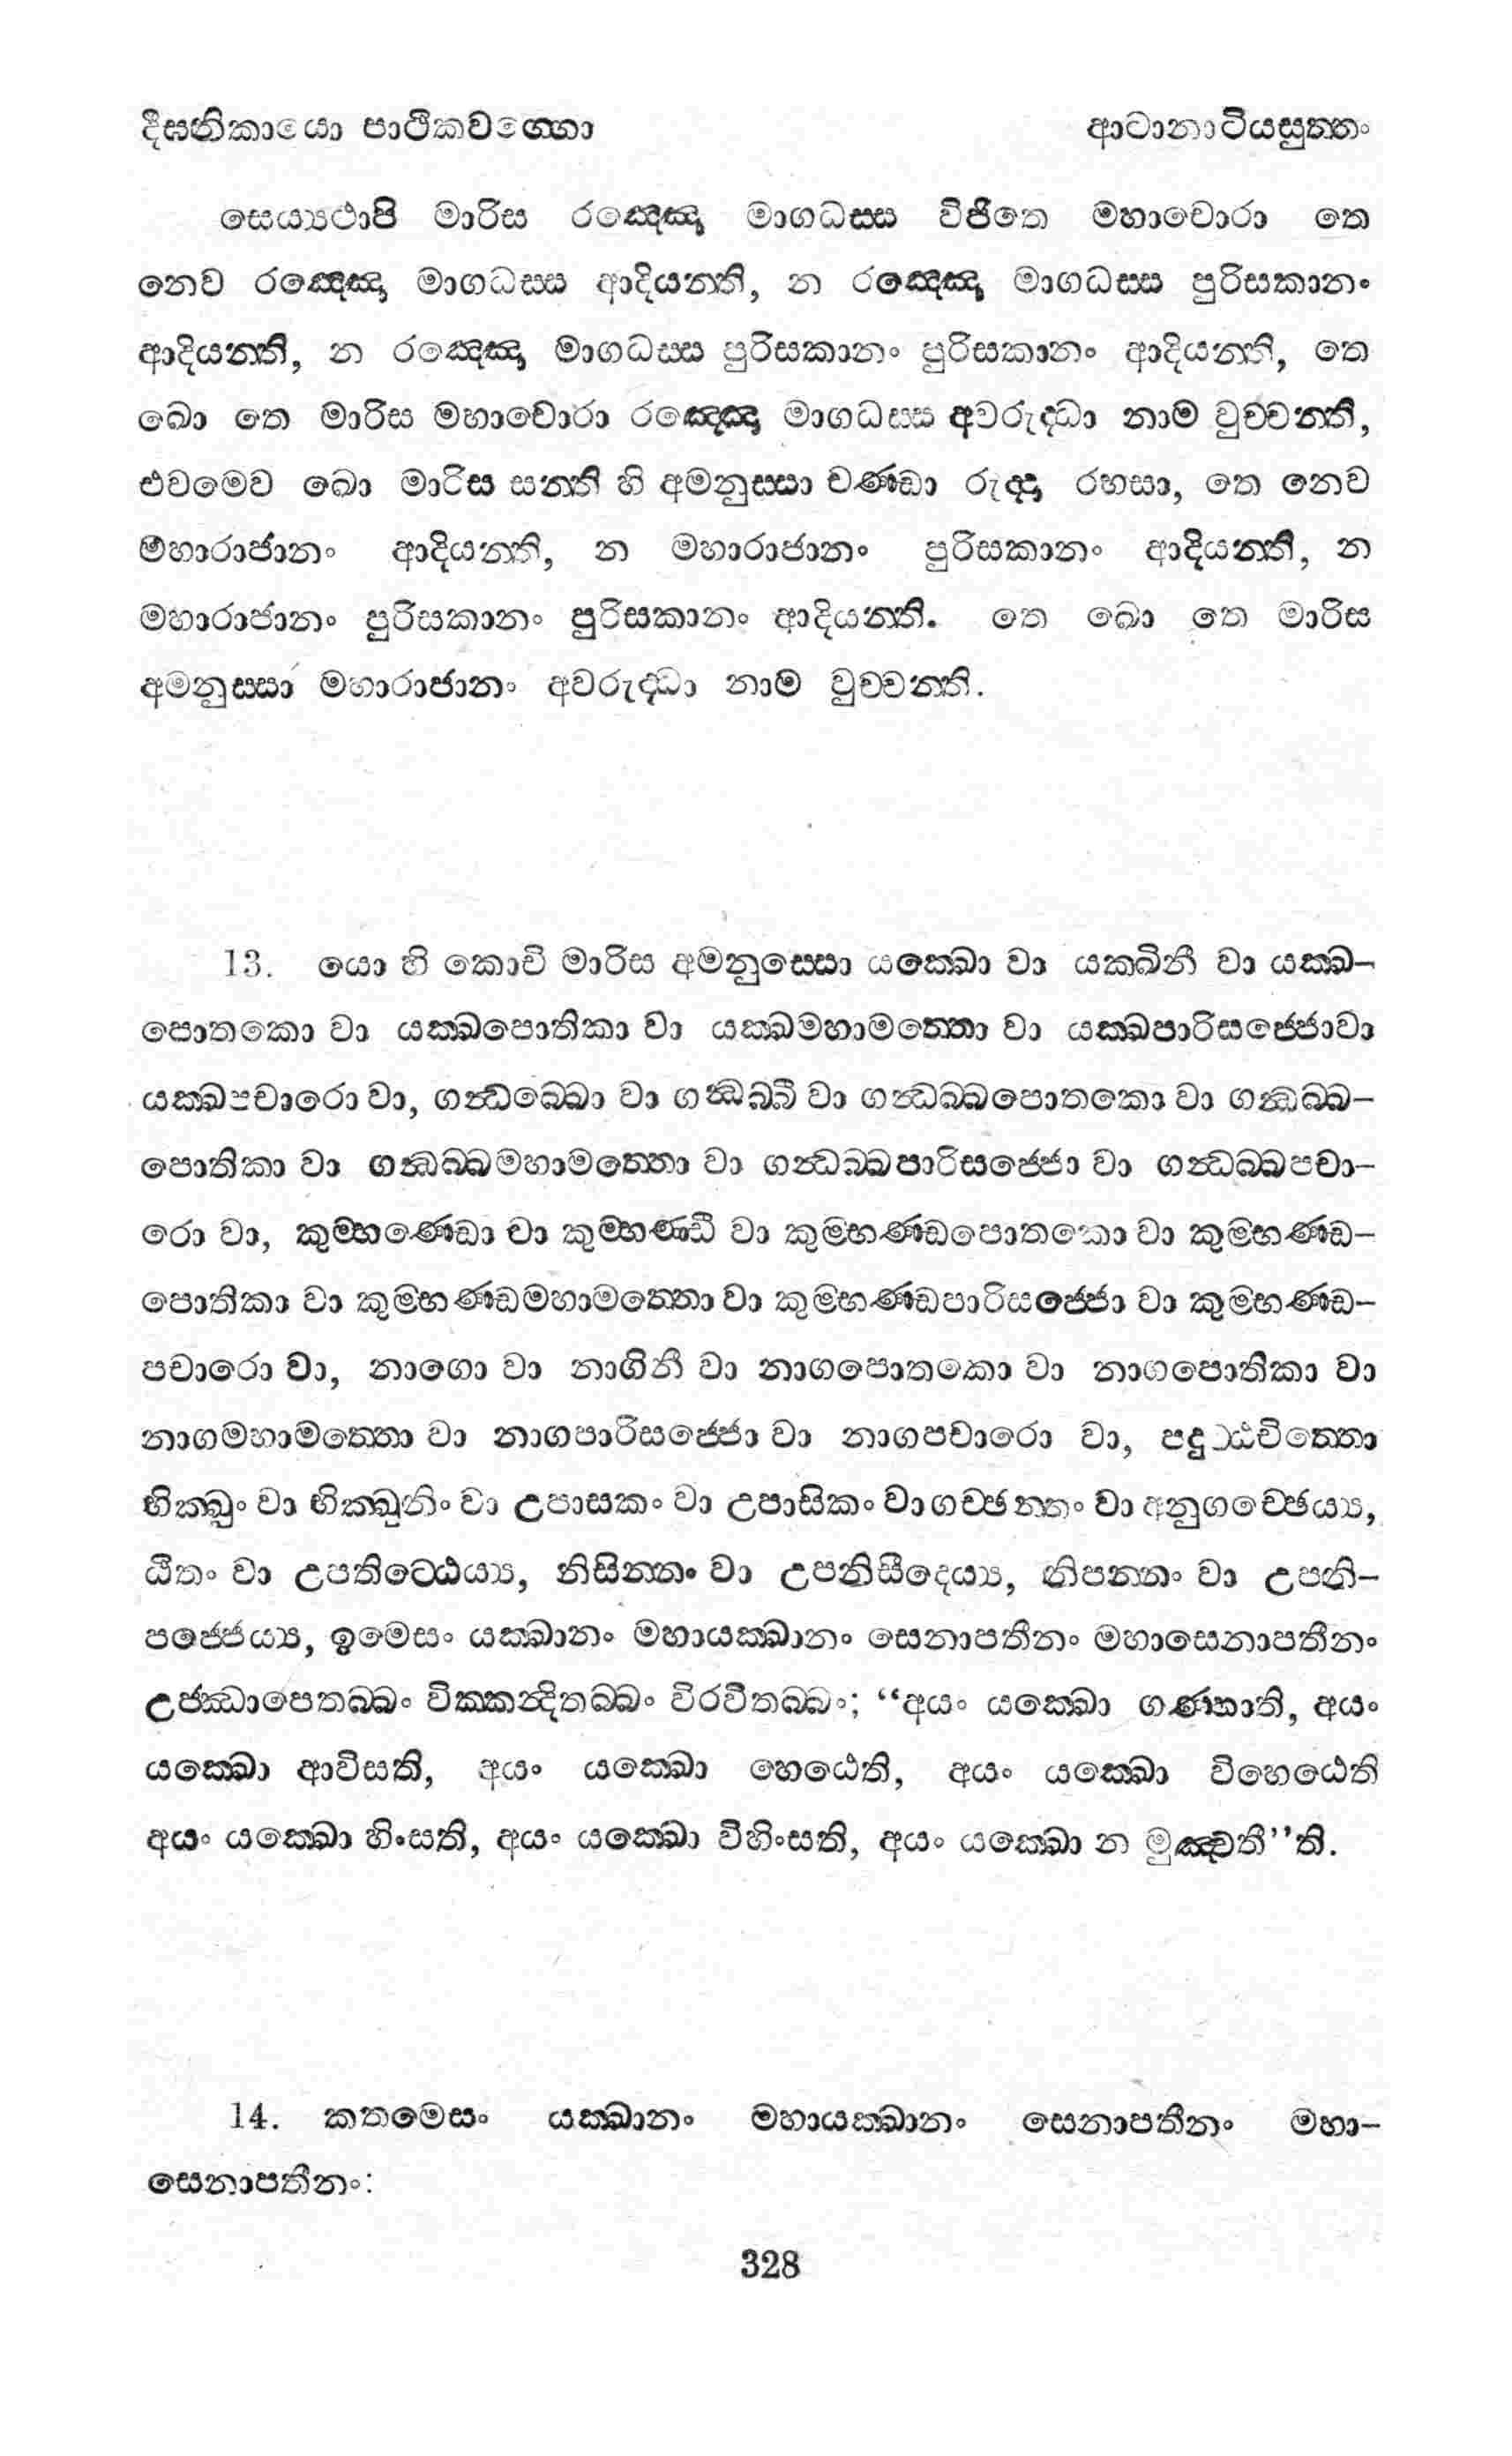 දීඝනිකායො පාථිකවග්ගො ආටානාටියසුත්තං
සෙය්‍යථාපි මාරිස රඤ්ඤො මාගධස්ස විජිතෙ මහාචොරා තෙ
නෙව රඤ්ඤො මාගධස්ස ආදියන්ති, න රඤ්ඤො මාගධස්ස පුරිසකානං
ආදියන්ති, න රඤ්ඤො මාගධස්ස පුරිසකානං පුරිසකානං ආදියන්ති, තෙ
ඛො තෙ මාරිස මහාචොරා රඤ්ඤො මාගධස්ස අවරුද්ධා නාම වුච්චන්ති,
එවමෙව ඛො මාරිස සන්ති හි අමනුස්සා චණ්ඩා රුද්දා රභසා, තෙ නෙව
මහාරාජානං ආදියන්ති, න මහාරාජානං පුරිසකානං ආදියන්ති, න
මහාරාජානං පුරිසකානං පුරිසකානං ආදියන්ති. තෙ ඛො තෙ මාරිස
අමනුස්සා මහාරාජානං අවරුද්ධා නාම වුච්චන්ති.
13. යො හි කොචි මාරිස අමනුස්සො යක්ඛො වා යක්ඛිනී වා යක්ඛ-
පොතකො වා යක්ඛපොතිකා වා යක්ඛමහාමත්තො වා යක්ඛපාරිසජ්ජොවා
යක්ඛපචාරො වා, ගන්ධබ්බො වා ගන්ධබ්බී වා ගන්ධබ්බපොතකො වා ගන්ධබ්බ-
පොතිකා වා ගන්ධබ්බමහාමත්තො වා ගන්ධබ්බපාරිසජ්ජො වා ගන්ධබ්බපචා-
රො වා, කුම්භණ්ඩො වා කුම්භණ්ඩී වා කුම්භණ්ඩපොතකො වා කුම්භණ්ඩ-
පොතිකා වා කුම්භණ්ඩමහාමත්තො වා කුම්භණ්ඩපාරිසජ්ජො වා කුම්භණ්ඩ-
පචාරො වා, නාගො වා නාගිනී වා නාගපොතකො වා නාගපොතිකා වා
නාගමහාමත්තො වා නාගපාරිසජ්ජො වා නාගපචාරො වා, පදුට්ඨචිත්තො
භික්ඛුං වා භික්ඛුනිං වා උපාසකං වා උපාසිකං වා ගච්ඡන්තං වා අනුගච්ඡෙය්‍ය,
ඨිතං වා උපතිට්ඨෙය්‍ය, නිසින්නං වා උපනිසීදෙය්‍ය, නිපන්නං වා උපනි-
පජ්ජෙය්‍ය, ඉමෙසං යක්ඛානං මහායක්ඛානං සෙනාපතීනං මහාසෙනාපතීනං
උජ්ඣාපෙතබ්බං වික්කන්දිතබ්බං විරවිතබ්බං; “අයං යක්ඛො ගණ්හාති, අයං
යක්ඛො ආවිසති, අයං යක්ඛො හෙඨෙති, අයං යක්ඛො විහෙඨෙති
අයං යක්ඛො හිංසති, අයං යක්ඛො විහිංසති, අයං යක්ඛො න මුඤ්චතී”ති.
14. කතමෙසං යක්ඛානං මහායක්ඛානං සෙනාපතීනං මහා-
සෙනාපතීනං:
328